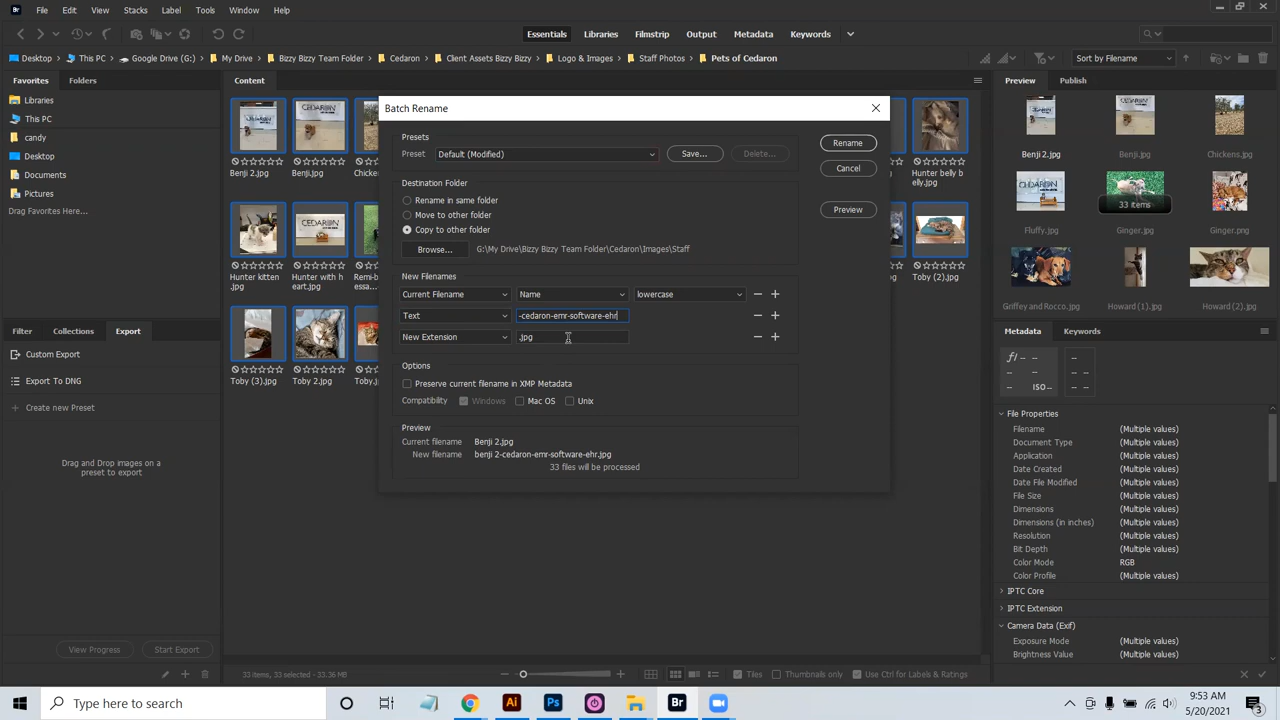 Br File Edit View Stacks Label Tools Window Help
Essentials Libraries Filmstrip Output Metadata Keywords
Desktop This PC Google Drive (G:) My Drive Bizzy Bizzy Team Folder Cedaron Client Assets Bizzy Bizzy Logo & Images Staff Photos Pets of Cedaron Sort by Filename
Favorites Folders
Libraries
This PC
candy
Desktop
Documents
Pictures
Drag Favorites Here...
Filter Collections Export
Custom Export
Export To DNG
+ Create new Preset
Drag and Drop images on a
preset to export
View Progress Start Export
Content
Benji 2.jpg Benji.jpg Hunter belly b
elly.jpg
Hunter kitten
.jpg Hunter with h
eart.jpg Toby (2).jpg
Toby (3).jpg Toby 2.jpg
33 items, 33 selected - 33.36 MB
Tiles Thumbnails only Use Ctrl for Labels & Ratings
Batch Rename
Presets
Preset Default (Modified) Save... Delete...
Rename
Cancel
Preview
Destination Folder
Rename in same folder
Move to other folder
Copy to other folder
Browse... G:\My Drive\Bizzy Bizzy Team Folder\Cedaron\Images\Staff
New Filenames
Current Filename Name lowercase
Text -cedaron-emr-software-ehr
New Extension .jpg
Options
Preserve current filename in XMP Metadata
Compatibility Windows Mac OS Unix
Preview
Current filename Benji 2.jpg
New filename benji 2-cedaron-emr-software-ehr.jpg
33 files will be processed
Preview Publish
Benji 2.jpg Benji.jpg Chickens.jpg
33 items
Fluffy.jpg Ginger.jpg Ginger.png
Griffey and Rocco.jpg Howard (1).jpg Howard (2).jpg
Metadata Keywords
ƒ/ --
--
-- ISO--
File Properties
Filename (Multiple values)
Document Type (Multiple values)
Application (Multiple values)
Date Created (Multiple values)
Date File Modified (Multiple values)
File Size (Multiple values)
Dimensions (Multiple values)
Dimensions (in inches) (Multiple values)
Resolution (Multiple values)
Bit Depth (Multiple values)
Color Mode RGB
Color Profile (Multiple values)
IPTC Core
IPTC Extension
Camera Data (Exif)
Exposure Mode (Multiple values)
Brightness Value (Multiple values)
Type here to search
Ai Ps Br
9:53 AM
5/20/2021
3